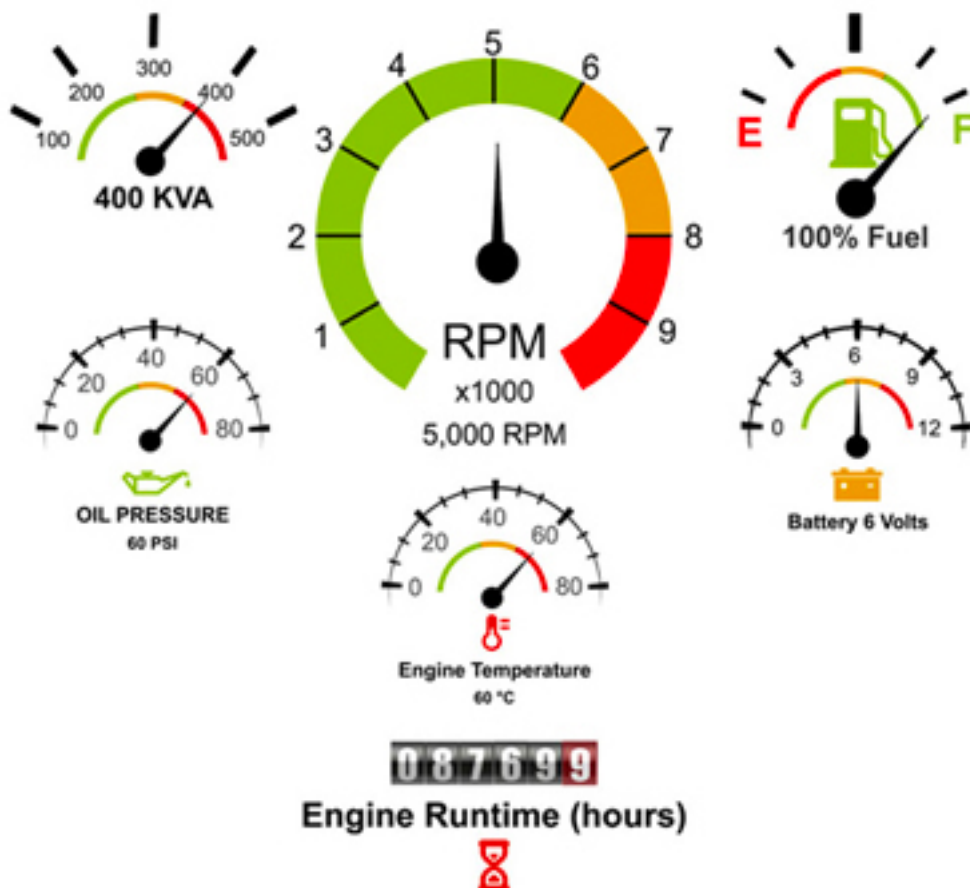 100
200
300
400
500
400 KVA
1
2
3
4
5
6
7
8
9
RPM
x1000
5,000 RPM
E
F
100% Fuel
0
20
40
60
80
OIL PRESSURE
60 PSI
0
3
6
9
12
Battery 6 Volts
0
20
40
60
80
Engine Temperature
60 °C
087699
Engine Runtime (hours)